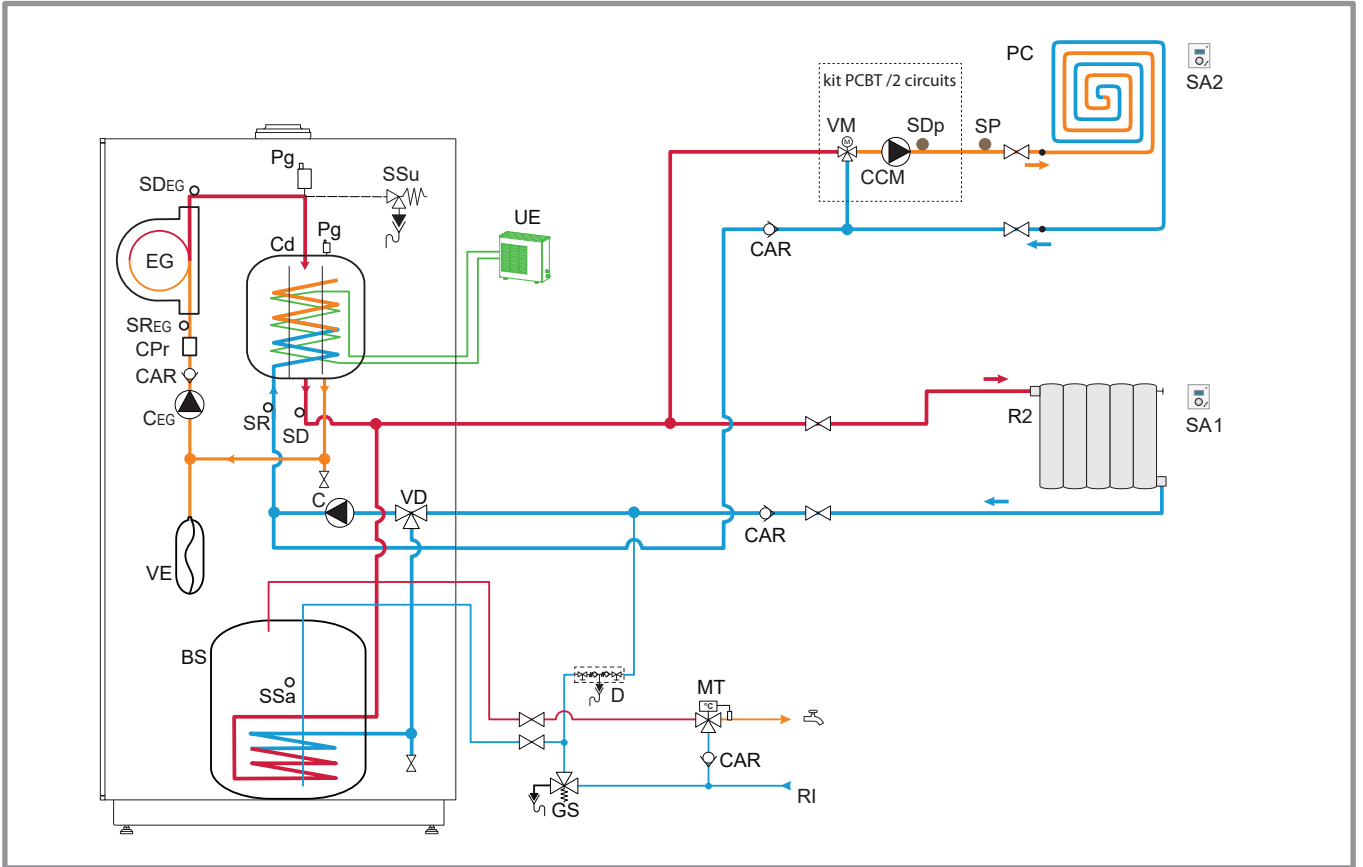 PC
SA2
kit PCBT /2 circuits
VM
M
SDp
SP
CCM
CAR
Pg
SSu
SDEG
Pg
UE
Cd
EG
SREG
CPr
CAR
CEG
SR
SD
R2
SA1
C
VD
CAR
VE
BS
SSa
D
MT
°C
CAR
GS
RI